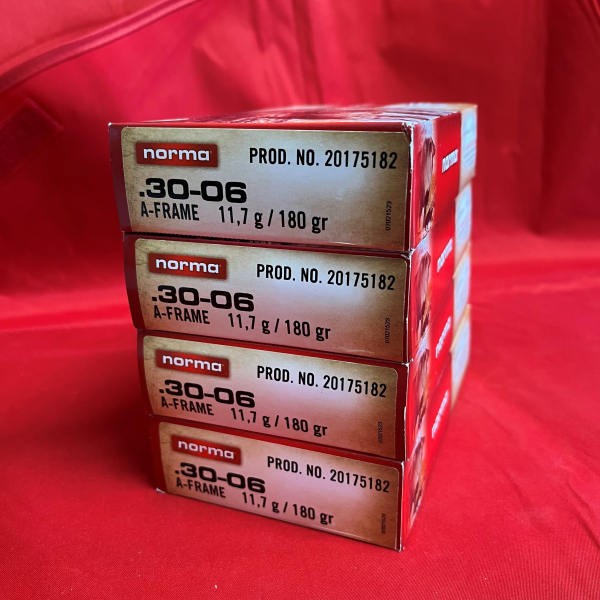 norma
PROD. NO. 20175182
.30-06
A-FRAME 11,7 g / 180 gr
norma
norma
PROD. NO. 20175182
.30-06
A-FRAME 11,7 g / 180 gr
norma
PROD. NO. 20175182
.30-06
A-FRAME 11,7 g / 180 gr
norma
PROD. NO. 20175182
.30-06
A-FRAME 11,7 g / 180 gr